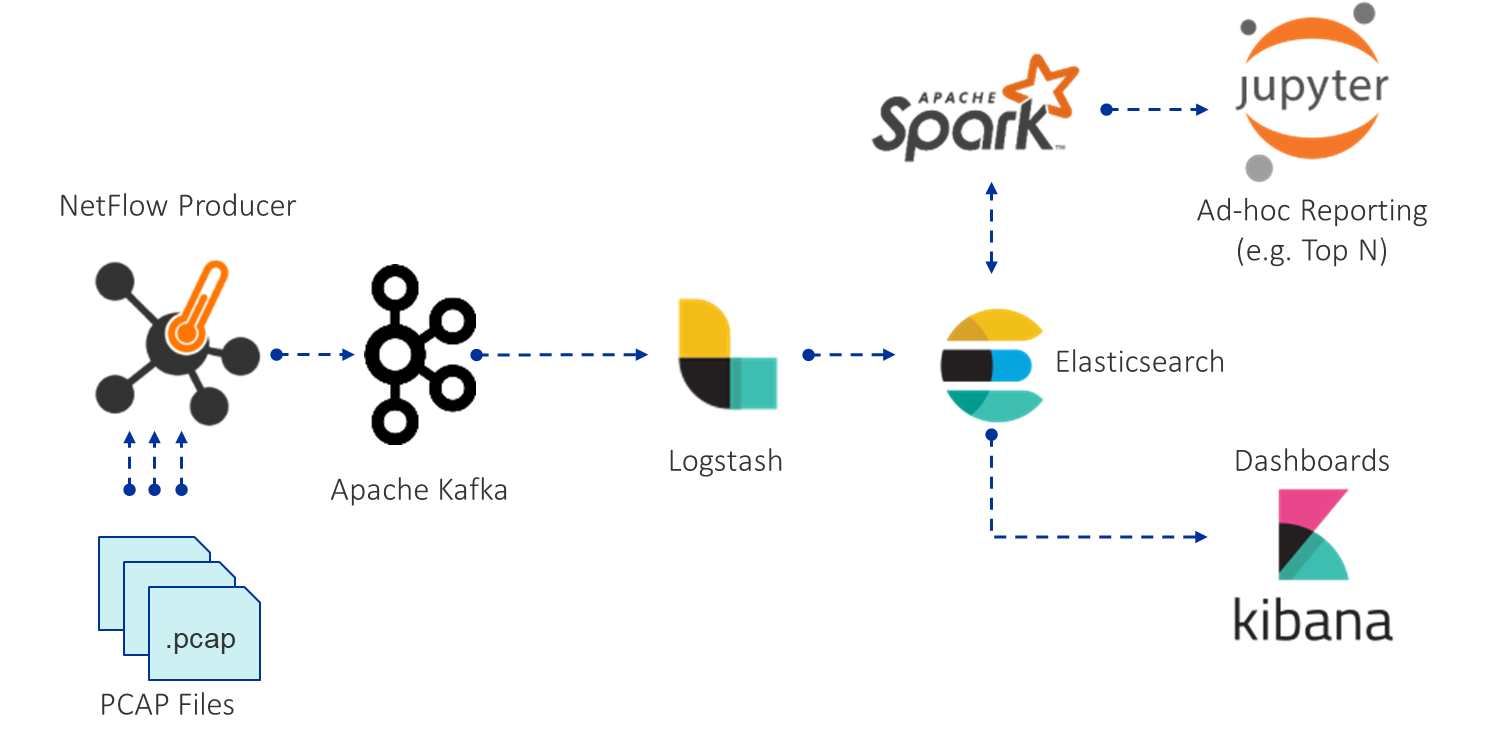 APACHE
Spark™
jupyter
NetFlow Producer
Ad-hoc Reporting
(e.g. Top N)
Elasticsearch
Logstash
Dashboards
Apache Kafka
kibana
.pcap
PCAP Files